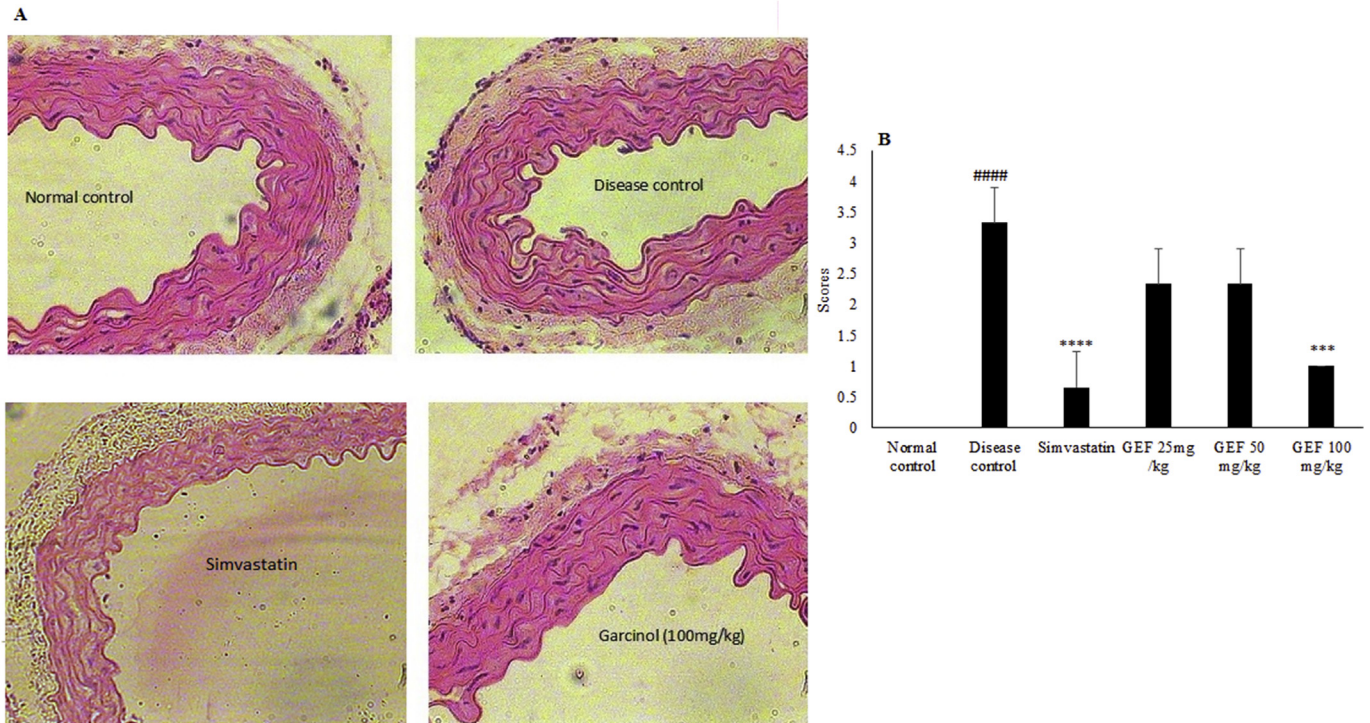 A
Normal control
Disease control
Simvastatin
Garcinol (100mg/kg)
B
Scores
4.5
4
3.5
3
2.5
2
1.5
1
0.5
0
####
****
***
Normal control
Disease control
Simvastatin
GEF 25mg /kg
GEF 50 mg/kg
GEF 100 mg/kg